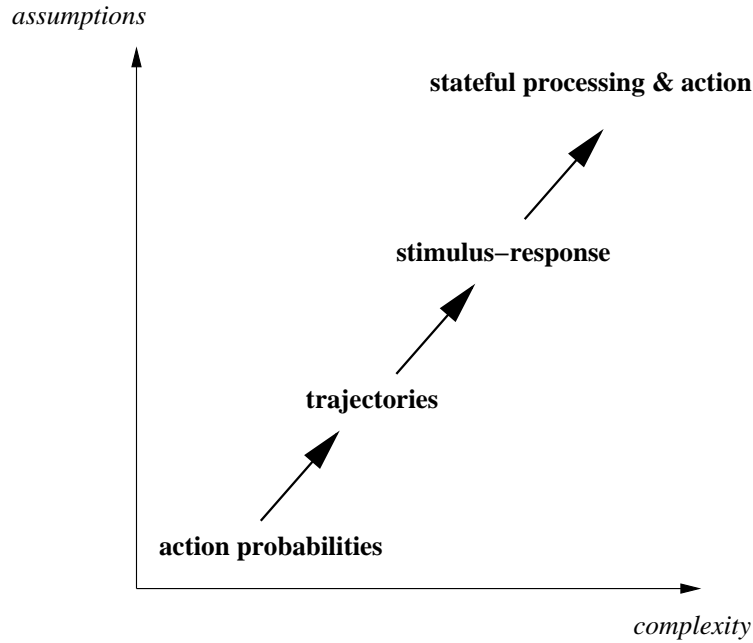 assumptions
stateful processing & action
stimulus−response
trajectories
action probabilities
complexity